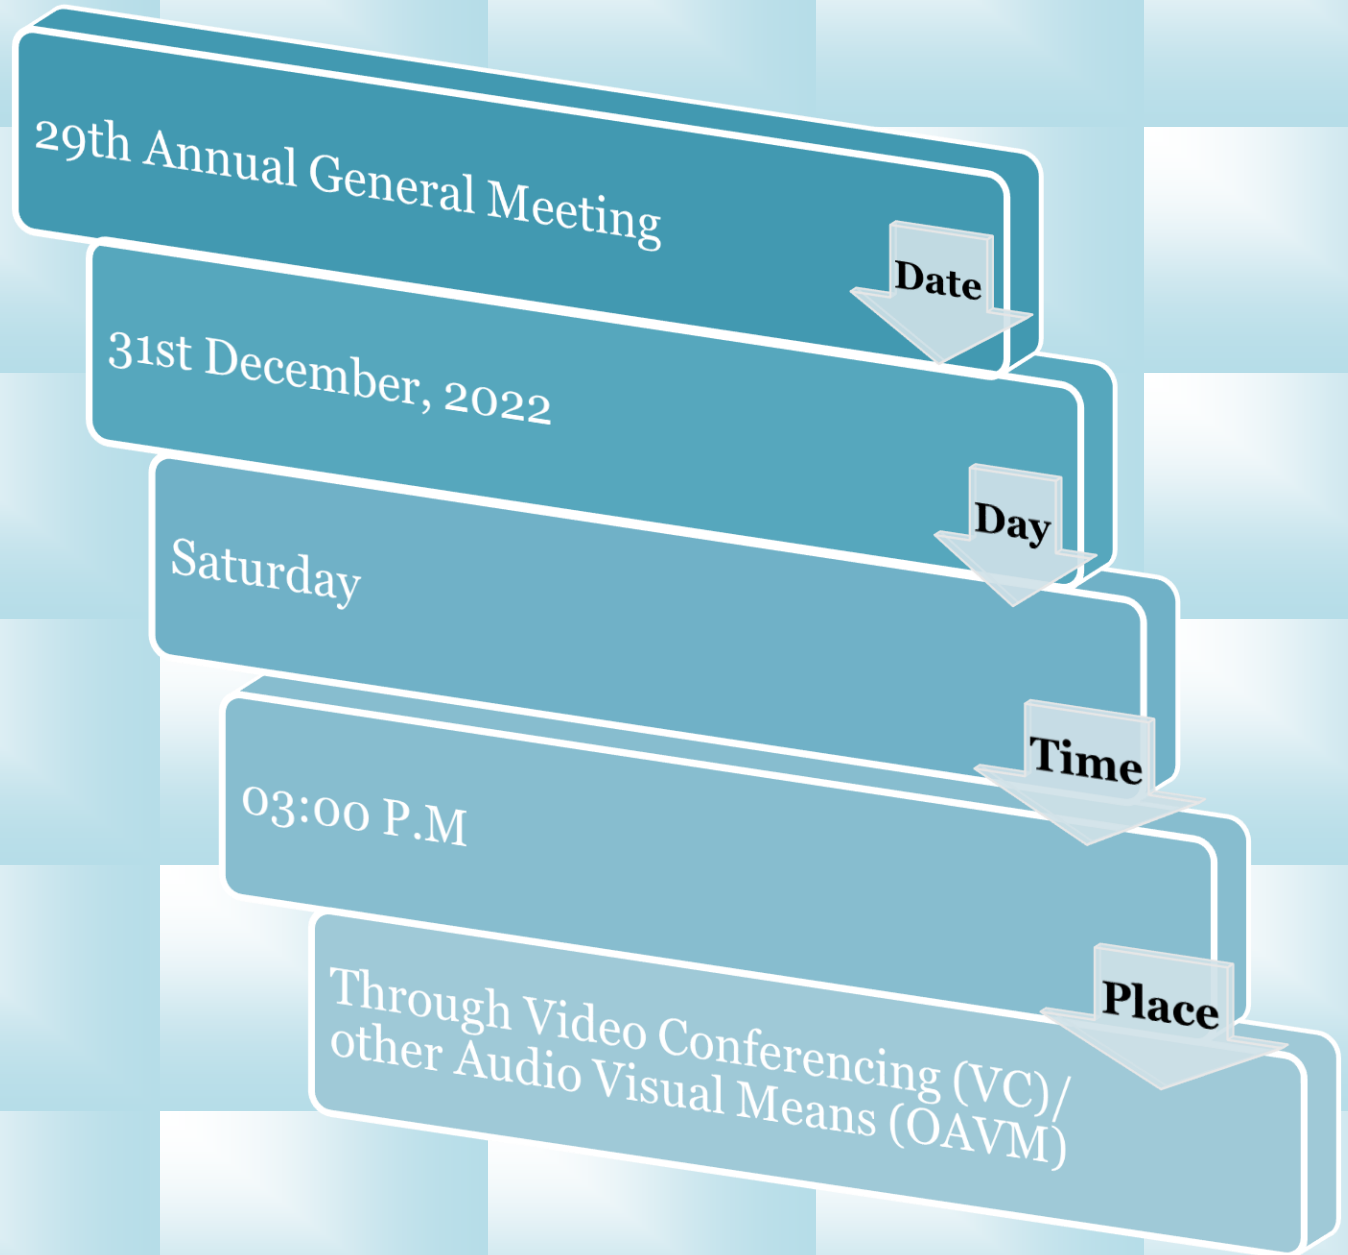 29th Annual General Meeting
Date
31st December, 2022
Day
Saturday
Time
03:00 P.M
Place
Through Video Conferencing (VC)/
other Audio Visual Means (OAVM)